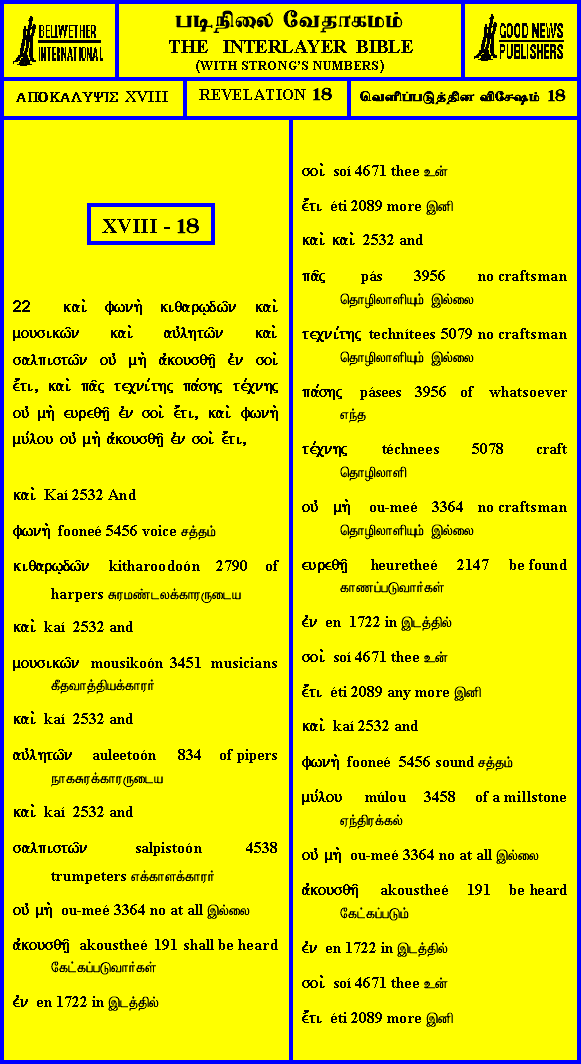 BELLWETHER
INTERNATIONAL
படிநிலை வேதாகமம்
THE INTERLAYER BIBLE
(WITH STRONG'S NUMBERS)
GOOD NEWS
PUBLISHERS
ΑΠΟΚΑΛΥΨΙΣ XVIII
REVELATION 18
வெளிப்படுத்தின விசேஷம் 18
XVIII - 18
22 καὶ φωνὴ κιθαρῳδῶν καὶ
μουσικῶν καὶ αὐλητῶν καὶ
σαλπιστῶν οὐ μὴ ἀκουσθῇ ἐν σοὶ
ἔτι, καὶ πᾶς τεχνίτης πάσης τέχνης
οὐ μὴ ευρεθῇ ἐν σοὶ ἔτι, καὶ φωνὴ
μύλου οὐ μὴ ἀκουσθῇ ἐν σοὶ ἔτι,
καὶ Kaí 2532 And
φωνὴ fooneé 5456 voice சத்தம்
κιθαρῳδῶν kitharoodoón 2790 of
harpers சுரமண்டலக்காரருடைய
καὶ kaí 2532 and
μουσικῶν mousikoón 3451 musicians
கீதவாத்தியக்காரர்
καὶ kaí 2532 and
αὐλητῶν auleetoón 834 of pipers
நாகசுரக்காரருடைய
καὶ kaí 2532 and
σαλπιστῶν salpistoón 4538
trumpeters எக்காளக்காரர்
οὐ μὴ ou-meé 3364 no at all இல்லை
ἀκουσθῇ akoustheé 191 shall be heard
கேட்கப்படுவார்கள்
ἐν en 1722 in இடத்தில்
σοὶ soí 4671 thee உன்
ἔτι éti 2089 more இனி
καὶ καὶ 2532 and
πᾶς pás 3956 no craftsman
தொழிலாளியும் இல்லை
τεχνίτης technítees 5079 no craftsman
தொழிலாளியும் இல்லை
πάσης pásees 3956 of whatsoever
எந்த
τέχνης téchnees 5078 craft
தொழிலாளி
οὐ μὴ ou-meé 3364 no craftsman
தொழிலாளியும் இல்லை
ευρεθῇ heuretheé 2147 be found
காணப்படுவார்கள்
ἐν en 1722 in இடத்தில்
σοὶ soí 4671 thee உன்
ἔτι éti 2089 any more இனி
καὶ kaí 2532 and
φωνὴ fooneé 5456 sound சத்தம்
μύλου múlou 3458 of a millstone
ஏந்திரக்கல்
οὐ μὴ ou-meé 3364 no at all இல்லை
ἀκουσθῇ akoustheé 191 be heard
கேட்கப்படும்
ἐν en 1722 in இடத்தில்
σοὶ soí 4671 thee உன்
ἔτι éti 2089 more இனி